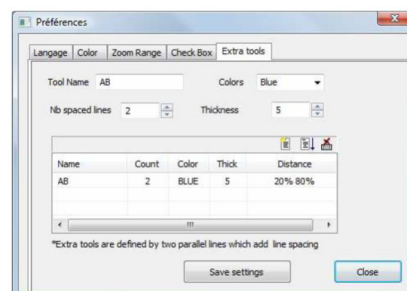 Préférences
Langage Color Zoom Range Check Box Extra tools
Tool Name AB Colors Blue
Nb spaced lines 2 Thickness 5
Name Count Color Thick Distance
AB 2 BLUE 5 20% 80%
*Extra tools are defined by two parallel lines which add line spacing
Save settings Close